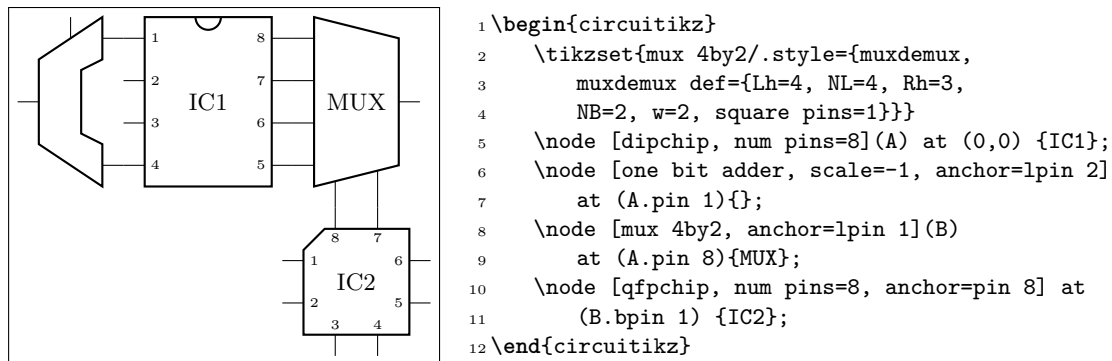 1 8
2 7
IC1 MUX
3 6
4 5
8 7
1 6
IC2
2 5
3 4
1 \begin{circuitikz}
2 \tikzset{mux 4by2/.style={muxdemux,
3 muxdemux def={Lh=4, NL=4, Rh=3,
4 NB=2, w=2, square pins=1}}}
5 \node [dipchip, num pins=8](A) at (0,0) {IC1};
6 \node [one bit adder, scale=-1, anchor=lpin 2]
7 at (A.pin 1){};
8 \node [mux 4by2, anchor=lpin 1](B)
9 at (A.pin 8){MUX};
10 \node [qfpchip, num pins=8, anchor=pin 8] at
11 (B.bpin 1) {IC2};
12 \end{circuitikz}